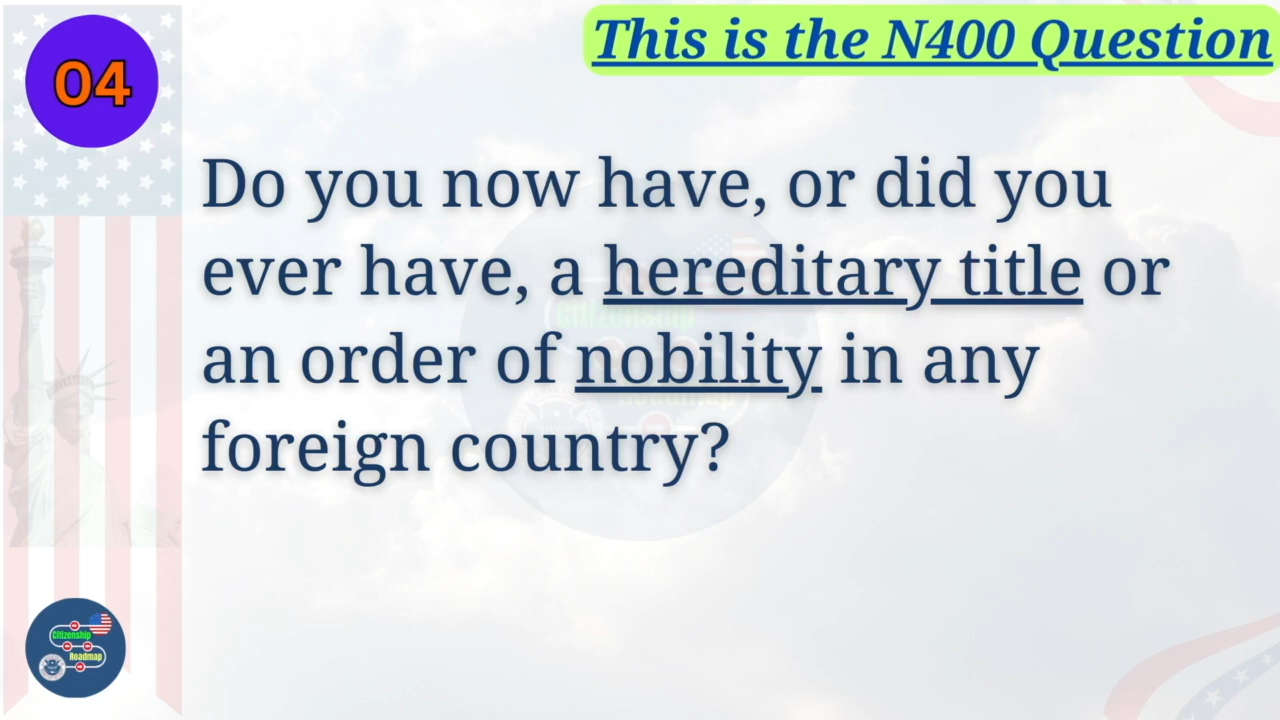 04
This is the N400 Question
Do you now have, or did you
ever have, a hereditary title or
an order of nobility in any
foreign country?
Citizenship
Roadmap